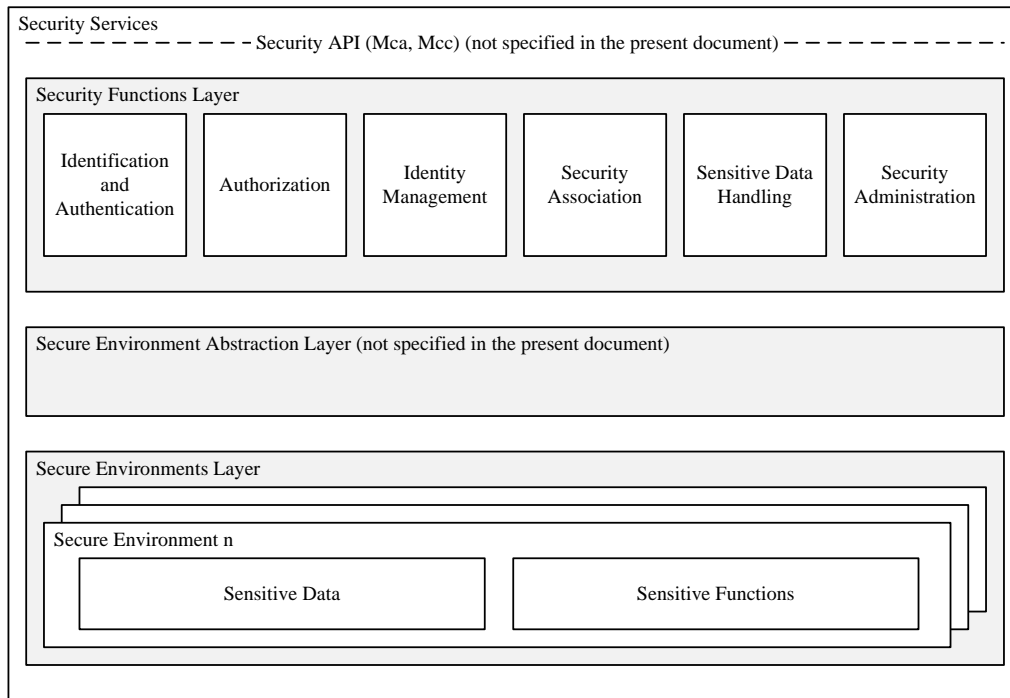 Security Services
Security API (Mca, Mcc) (not specified in the present document)
Security Functions Layer
Identification
and
Authentication
Authorization
Identity
Management
Security
Association
Sensitive Data
Handling
Security
Administration
Secure Environment Abstraction Layer (not specified in the present document)
Secure Environments Layer
Secure Environment n
Sensitive Data
Sensitive Functions